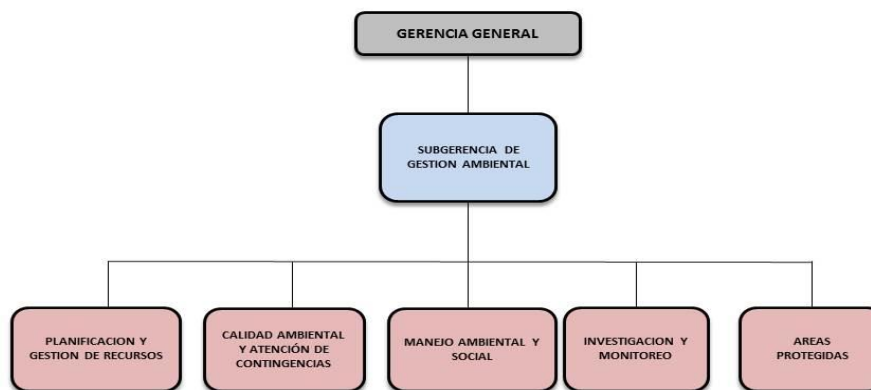 GERENCIA GENERAL
SUBGERENCIA DE
GESTION AMBIENTAL
PLANIFICACION Y
GESTION DE RECURSOS
CALIDAD AMBIENTAL
Y ATENCIÓN DE
CONTINGENCIAS
MANEJO AMBIENTAL Y
SOCIAL
INVESTIGACION Y
MONITOREO
AREAS
PROTEGIDAS